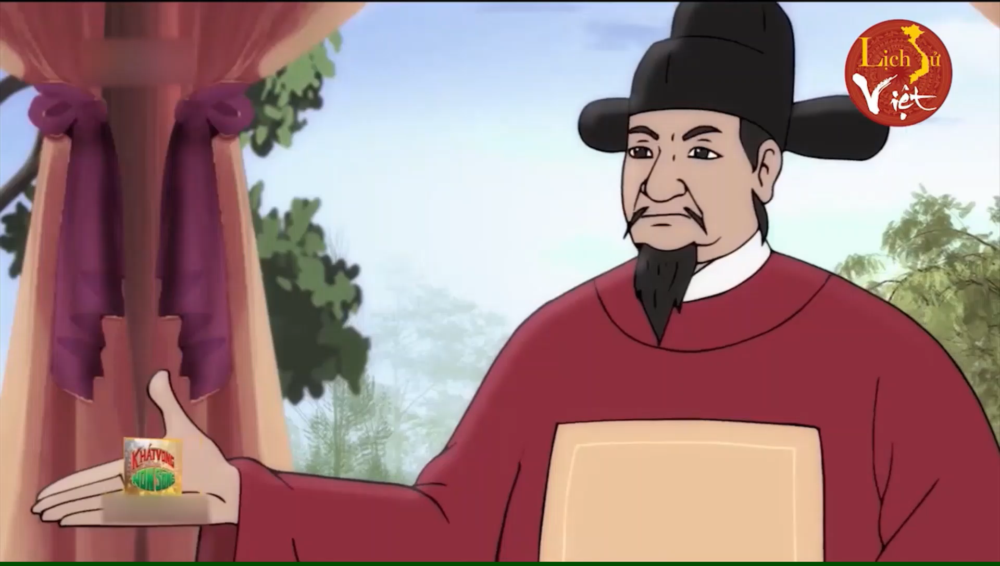 Lịch Sử
Việt
KHÁT VỌNG
NON SÔNG